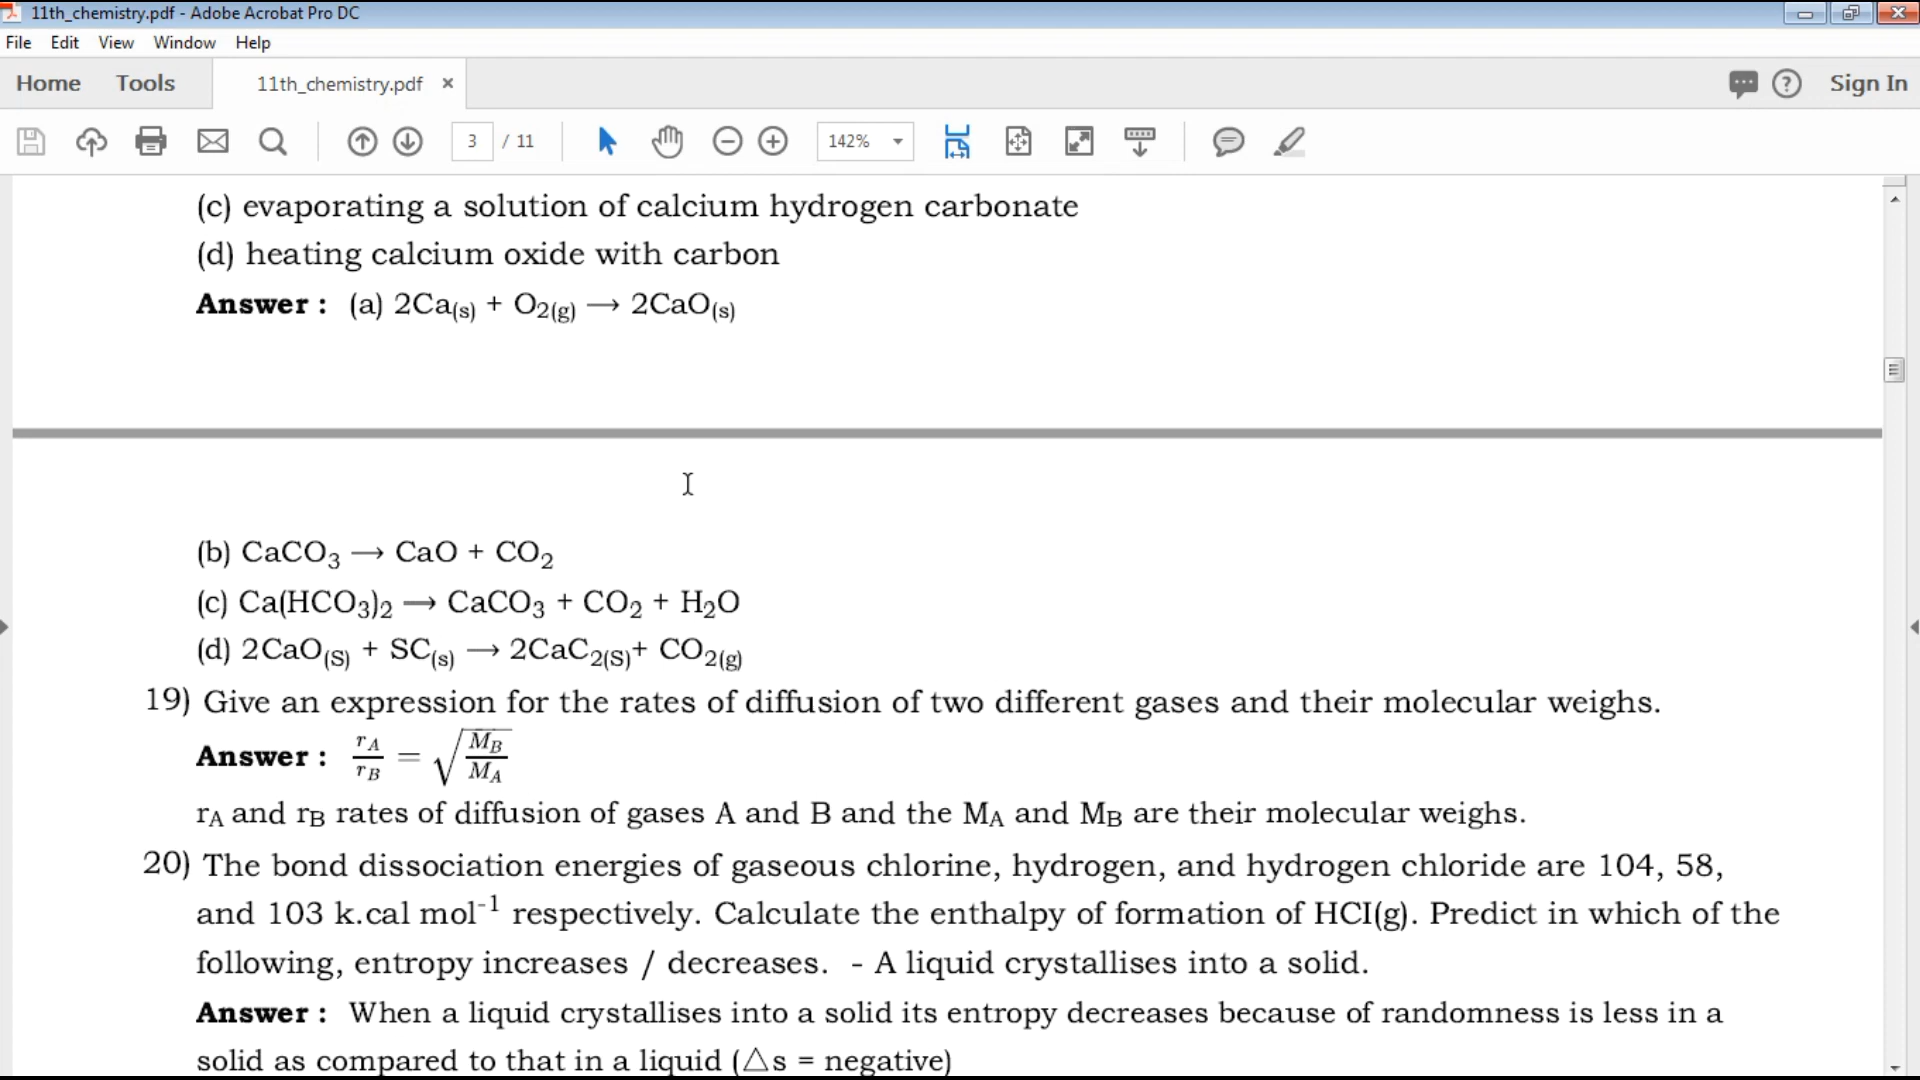 11th_chemistry.pdf - Adobe Acrobat Pro DC
File Edit View Window Help
Home Tools 11th_chemistry.pdf × Sign In
3 / 11 142%
(c) evaporating a solution of calcium hydrogen carbonate
(d) heating calcium oxide with carbon
Answer : (a) 2Ca(s) + O2(g) → 2CaO(s)
(b) CaCO3 → CaO + CO2
(c) Ca(HCO3)2 → CaCO3 + CO2 + H2O
(d) 2CaO(S) + SC(s) → 2CaC2(S)+ CO2(g)
19) Give an expression for the rates of diffusion of two different gases and their molecular weighs.
Answer : rA/rB = √(MB/MA)
rA and rB rates of diffusion of gases A and B and the MA and MB are their molecular weighs.
20) The bond dissociation energies of gaseous chlorine, hydrogen, and hydrogen chloride are 104, 58,
and 103 k.cal mol-1 respectively. Calculate the enthalpy of formation of HCI(g). Predict in which of the
following, entropy increases / decreases. - A liquid crystallises into a solid.
Answer : When a liquid crystallises into a solid its entropy decreases because of randomness is less in a
solid as compared to that in a liquid (△s = negative)